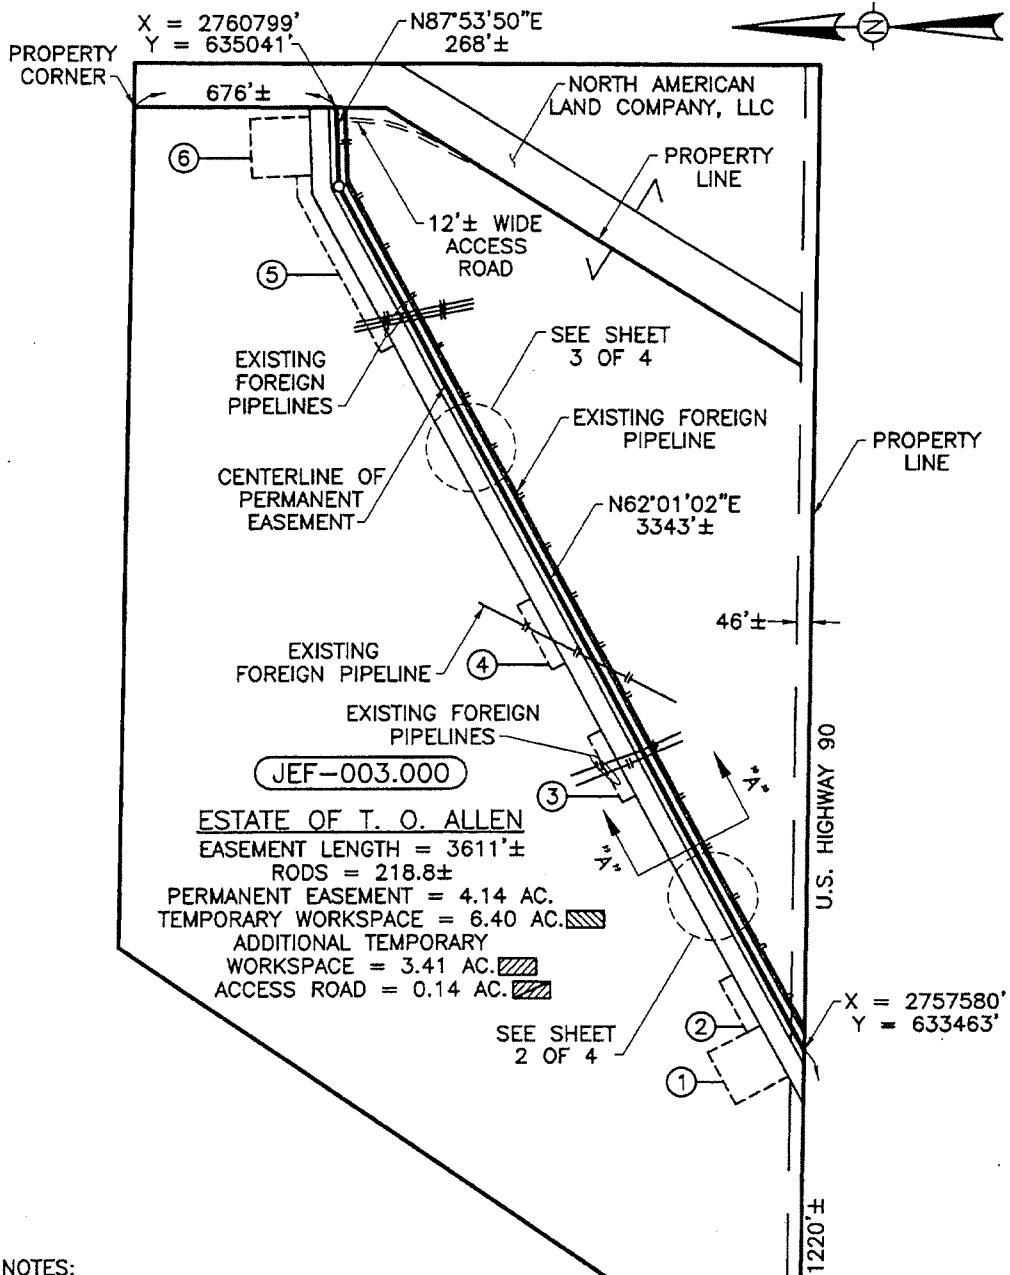 X = 2760799'
Y = 635041'
N87°53'50"E
268'±
N
PROPERTY
CORNER
676'±
NORTH AMERICAN
LAND COMPANY, LLC
PROPERTY
LINE
6
12'± WIDE
ACCESS
ROAD
5
SEE SHEET
3 OF 4
EXISTING
FOREIGN
PIPELINES
EXISTING FOREIGN
PIPELINE
PROPERTY
LINE
CENTERLINE OF
PERMANENT
EASEMENT
N62°01'02"E
3343'±
46'±
EXISTING
FOREIGN PIPELINE
4
EXISTING FOREIGN
PIPELINES
JEF-003.000
3
"A"
"A"
U.S. HIGHWAY 90
ESTATE OF T. O. ALLEN
EASEMENT LENGTH = 3611'±
RODS = 218.8±
PERMANENT EASEMENT = 4.14 AC.
TEMPORARY WORKSPACE = 6.40 AC.
ADDITIONAL TEMPORARY
WORKSPACE = 3.41 AC.
ACCESS ROAD = 0.14 AC.
X = 2757580'
Y = 633463'
SEE SHEET
2 OF 4
2
1
1220'±
NOTES: